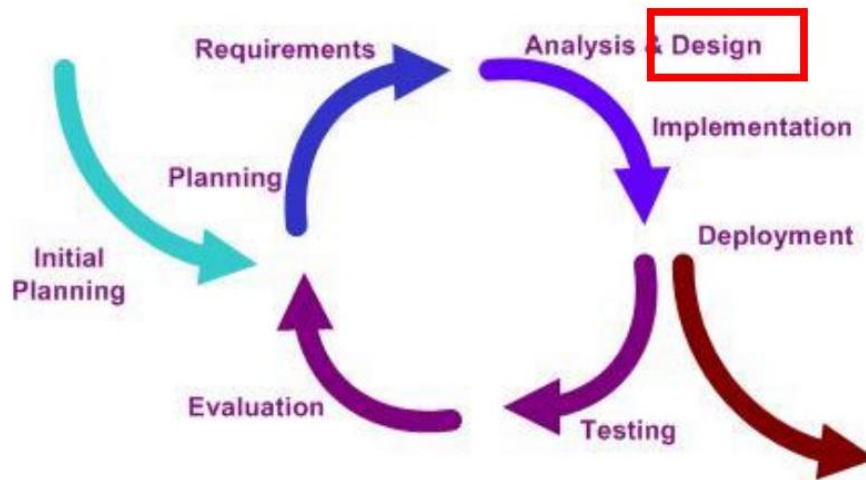 Requirements
Analysis & Design
Implementation
Planning
Deployment
Initial
Planning
Evaluation
Testing